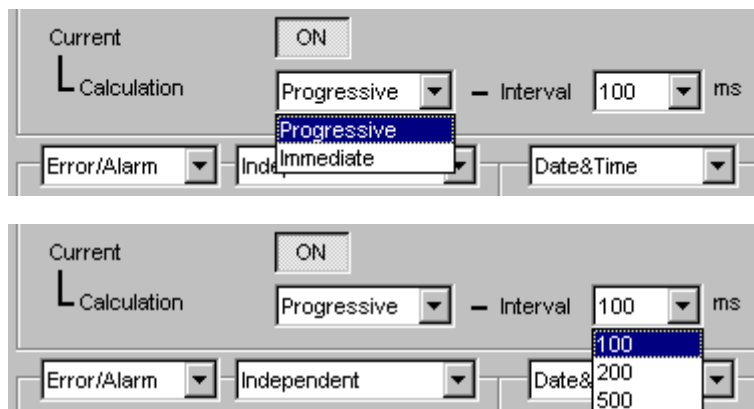 Current ON
Calculation Progressive – Interval 100 ms
Progressive
Immediate
Error/Alarm Date&Time
Current ON
Calculation Progressive – Interval 100 ms
100
200
500
Error/Alarm Independent